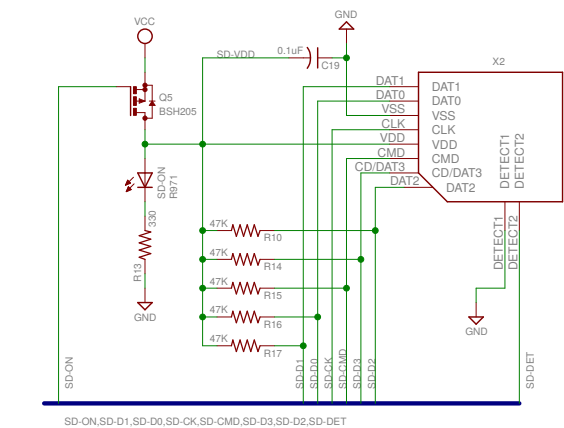 GND
VCC
SD-VDD
0.1uF
C19
X2
Q5
BSH205
DAT1
DAT0
VSS
CLK
VDD
CMD
CD/DAT3
DAT2
DAT1
DAT0
VSS
CLK
VDD
CMD
CD/DAT3
DAT2
DETECT1
DETECT2
SD-ON
R971
330
R13
GND
47K
R10
47K
R14
47K
R15
47K
R16
47K
R17
DETECT1
DETECT2
GND
SD-ON
SD-D1
SD-D0
SD-CK
SD-CMD
SD-D3
SD-D2
SD-DET
SD-ON,SD-D1,SD-D0,SD-CK,SD-CMD,SD-D3,SD-D2,SD-DET